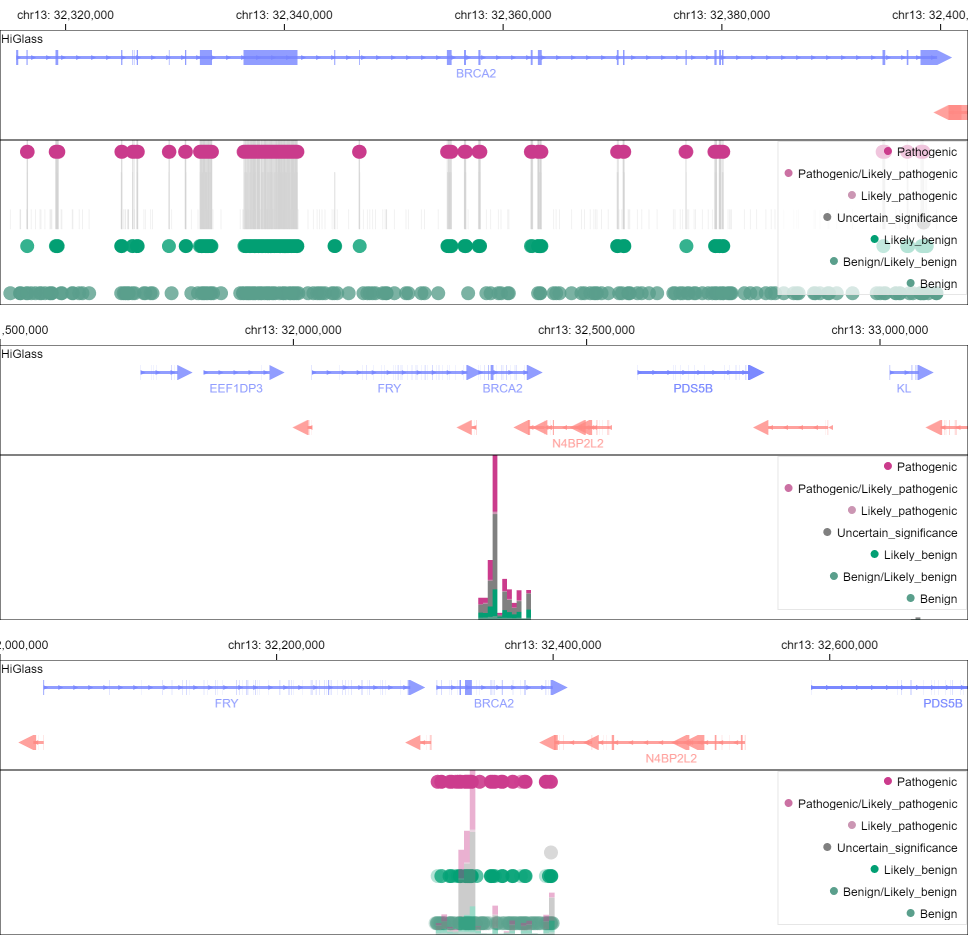 chr13: 32,320,000 chr13: 32,340,000 chr13: 32,360,000 chr13: 32,380,000 chr13: 32,400,
HiGlass
BRCA2
Pathogenic
Pathogenic/Likely_pathogenic
Likely_pathogenic
Uncertain_significance
Likely_benign
Benign/Likely_benign
Benign
,500,000 chr13: 32,000,000 chr13: 32,500,000 chr13: 33,000,000
HiGlass
EEF1DP3 FRY BRCA2 PDS5B KL
N4BP2L2
Pathogenic
Pathogenic/Likely_pathogenic
Likely_pathogenic
Uncertain_significance
Likely_benign
Benign/Likely_benign
Benign
:,000,000 chr13: 32,200,000 chr13: 32,400,000 chr13: 32,600,000
HiGlass
FRY BRCA2 PDS5B
N4BP2L2
Pathogenic
Pathogenic/Likely_pathogenic
Likely_pathogenic
Uncertain_significance
Likely_benign
Benign/Likely_benign
Benign